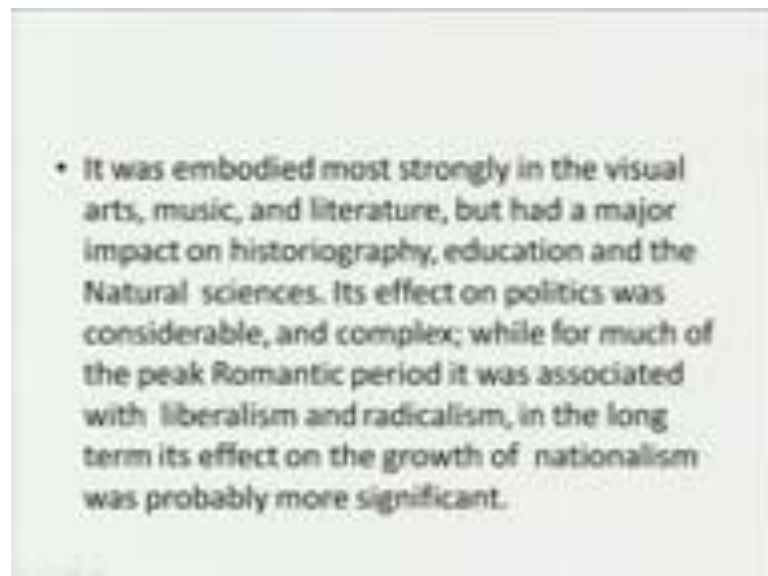 • It was embodied most strongly in the visual
arts, music, and literature, but had a major
impact on historiography, education and the
Natural sciences. Its effect on politics was
considerable, and complex; while for much of
the peak Romantic period it was associated
with liberalism and radicalism, in the long
term its effect on the growth of nationalism
was probably more significant.